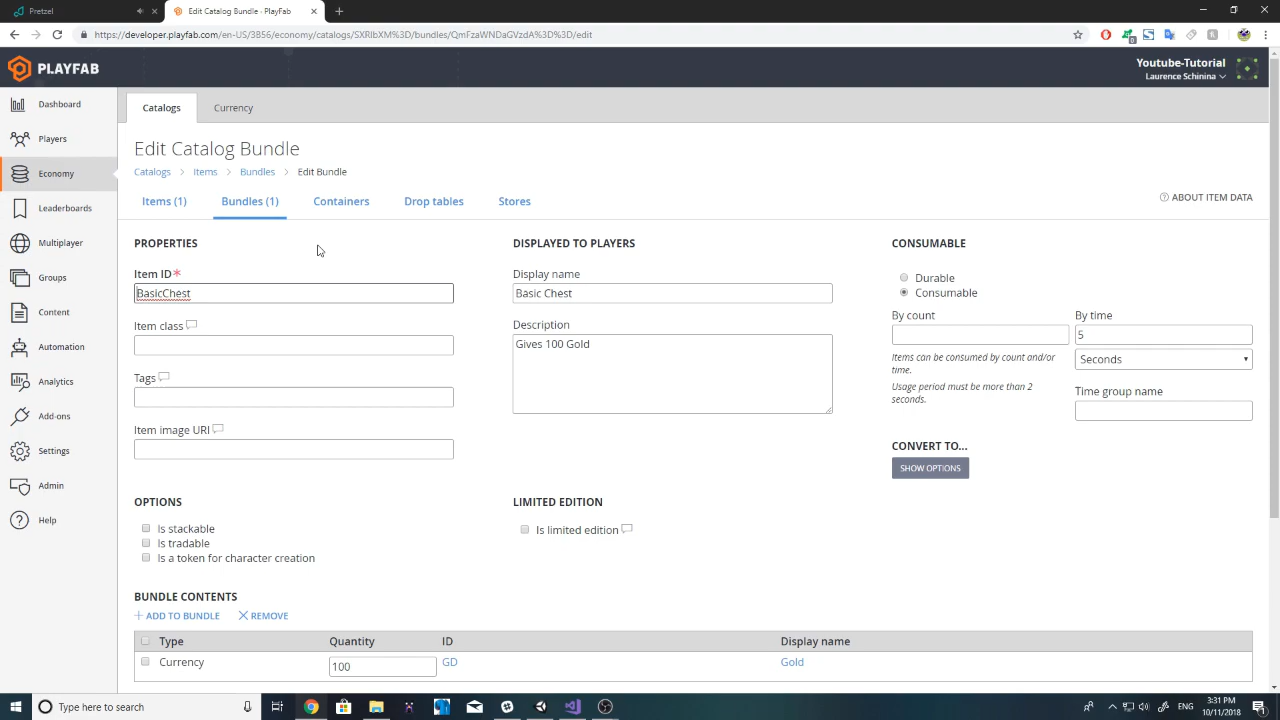 Pretzel
Edit Catalog Bundle - PlayFab
https://developer.playfab.com/en-US/3B56/economy/catalogs/SXRlbXM%3D/bundles/QmFzaWNDaGVzdA%3D%3D/edit
PLAYFAB
Youtube-Tutorial
Laurence Schinina
Dashboard
Players
Economy
Leaderboards
Multiplayer
Groups
Content
Automation
Analytics
Add-ons
Settings
Admin
Help
Catalogs
Currency
Edit Catalog Bundle
Catalogs > Items > Bundles > Edit Bundle
Items (1)
Bundles (1)
Containers
Drop tables
Stores
ABOUT ITEM DATA
PROPERTIES
Item ID*
BasicChest
Item class
Tags
Item image URI
DISPLAYED TO PLAYERS
Display name
Basic Chest
Description
Gives 100 Gold
CONSUMABLE
Durable
Consumable
By count
By time
5
Items can be consumed by count and/or
time.
Usage period must be more than 2
seconds.
Seconds
Time group name
CONVERT TO...
SHOW OPTIONS
OPTIONS
Is stackable
Is tradable
Is a token for character creation
LIMITED EDITION
Is limited edition
BUNDLE CONTENTS
+ ADD TO BUNDLE
REMOVE
Type Quantity ID Display name
Currency 100 GD Gold
Type here to search
ENG
3:31 PM
10/11/2018